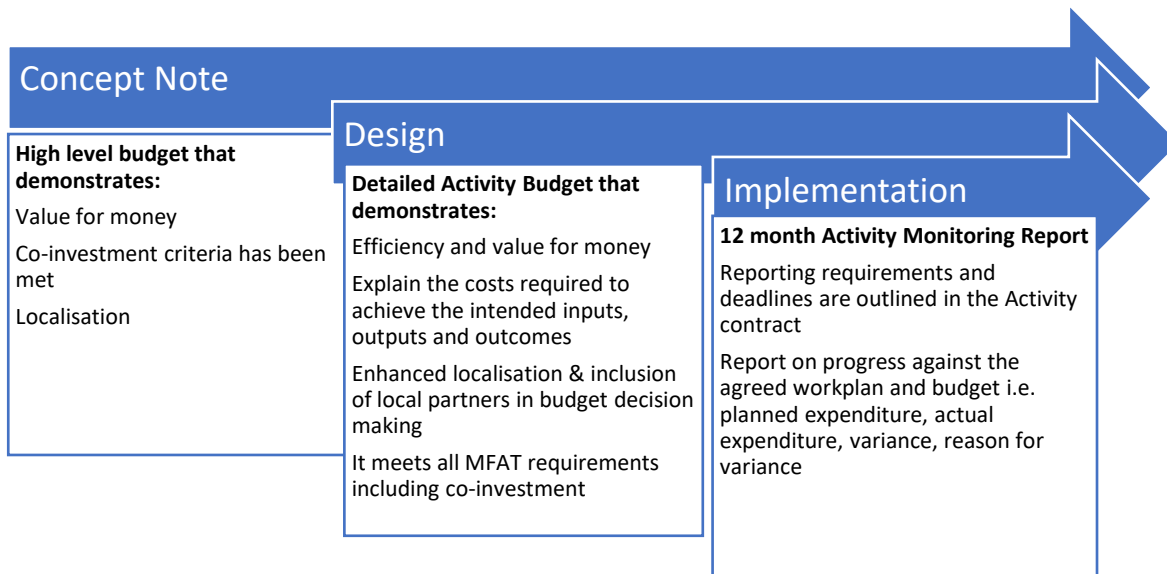 Concept Note
High level budget that
demonstrates:
Value for money
Co-investment criteria has been
met
Localisation
Design
Detailed Activity Budget that
demonstrates:
Efficiency and value for money
Explain the costs required to
achieve the intended inputs,
outputs and outcomes
Enhanced localisation & inclusion
of local partners in budget decision
making
It meets all MFAT requirements
including co-investment
Implementation
12 month Activity Monitoring Report
Reporting requirements and
deadlines are outlined in the Activity
contract
Report on progress against the
agreed workplan and budget i.e.
planned expenditure, actual
expenditure, variance, reason for
variance